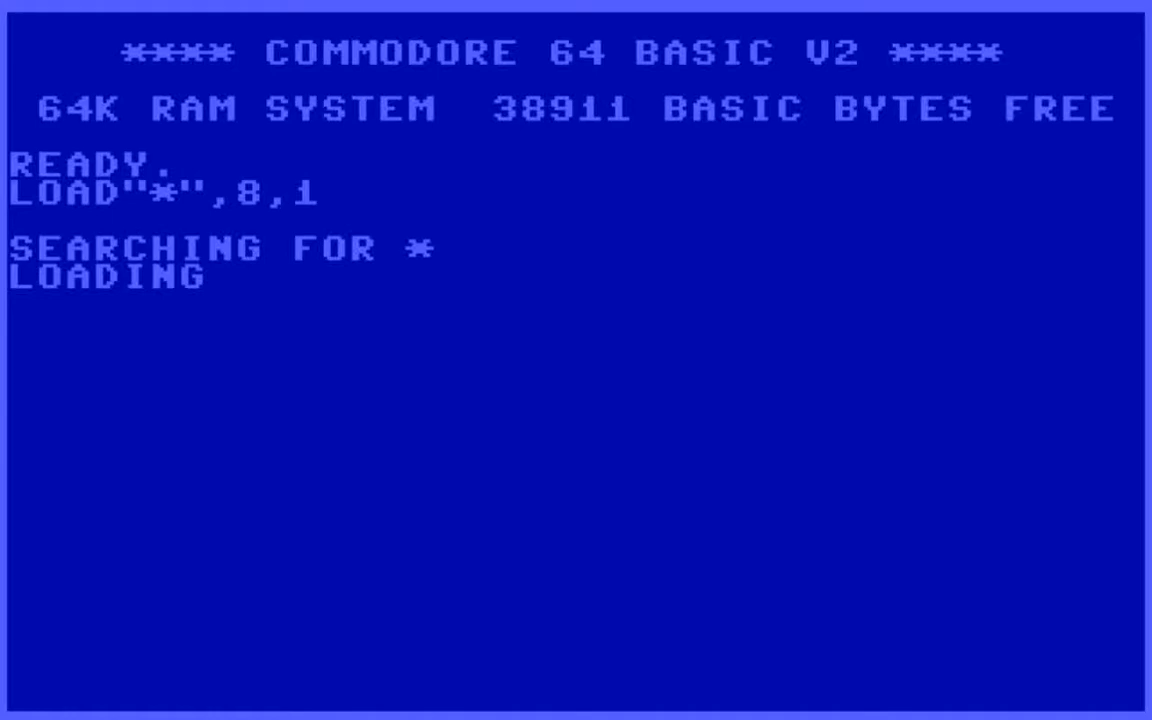 **** COMMODORE 64 BASIC V2 ****
64K RAM SYSTEM  38911 BASIC BYTES FREE
READY.
LOAD"*",8,1
SEARCHING FOR *
LOADING